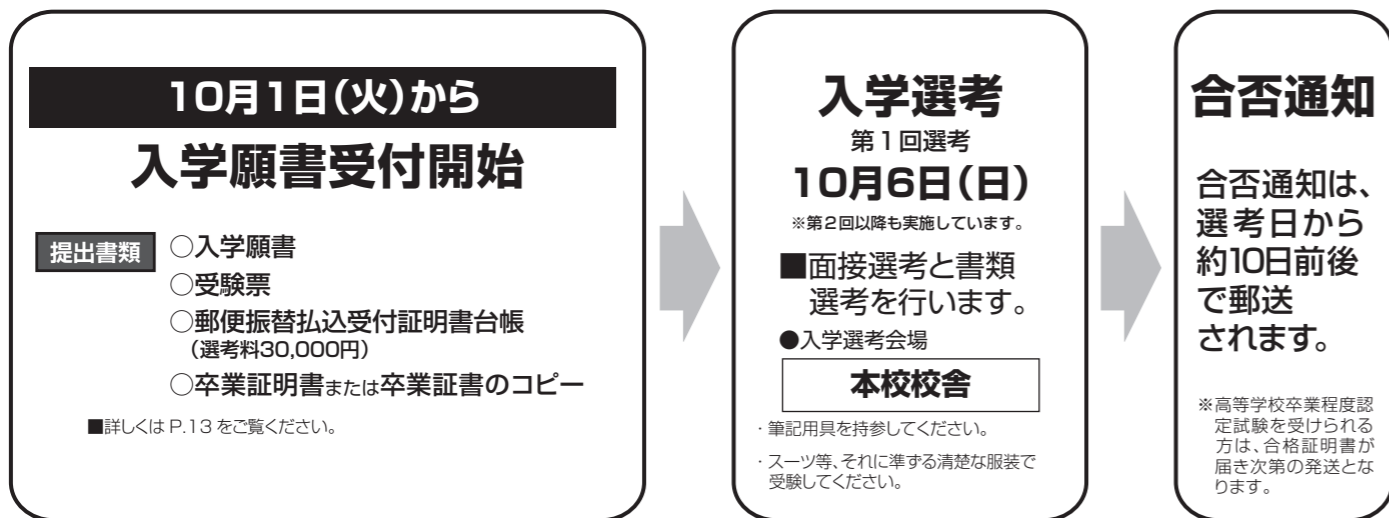 10月1日(火)から
入学願書受付開始
提出書類
○入学願書
○受験票
○郵便振替払込受付証明書台帳
(選考料30,000円)
○卒業証明書または卒業証書のコピー
■詳しくは P.13 をご覧ください。
入学選考
第1回選考
10月6日(日)
※第2回以降も実施しています。
■面接選考と書類
選考を行います。
●入学選考会場
本校校舎
・筆記用具を持参してください。
・スーツ等、それに準ずる清楚な服装で
受験してください。
合否通知
合否通知は、
選考日から
約10日前後
で郵送
されます。
※高等学校卒業程度認
定試験を受けられる
方は、合格証明書が
届き次第の発送とな
ります。